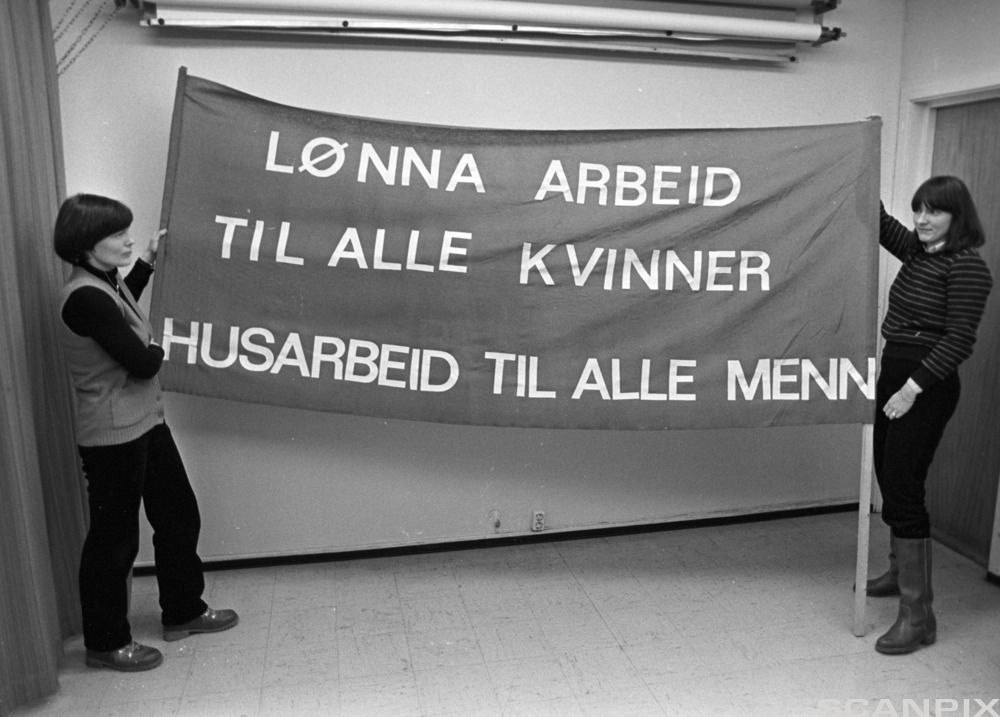 LØNNA ARBEID
TIL ALLE KVINNER
HUSARBEID TIL ALLE MENN
SCANPIX